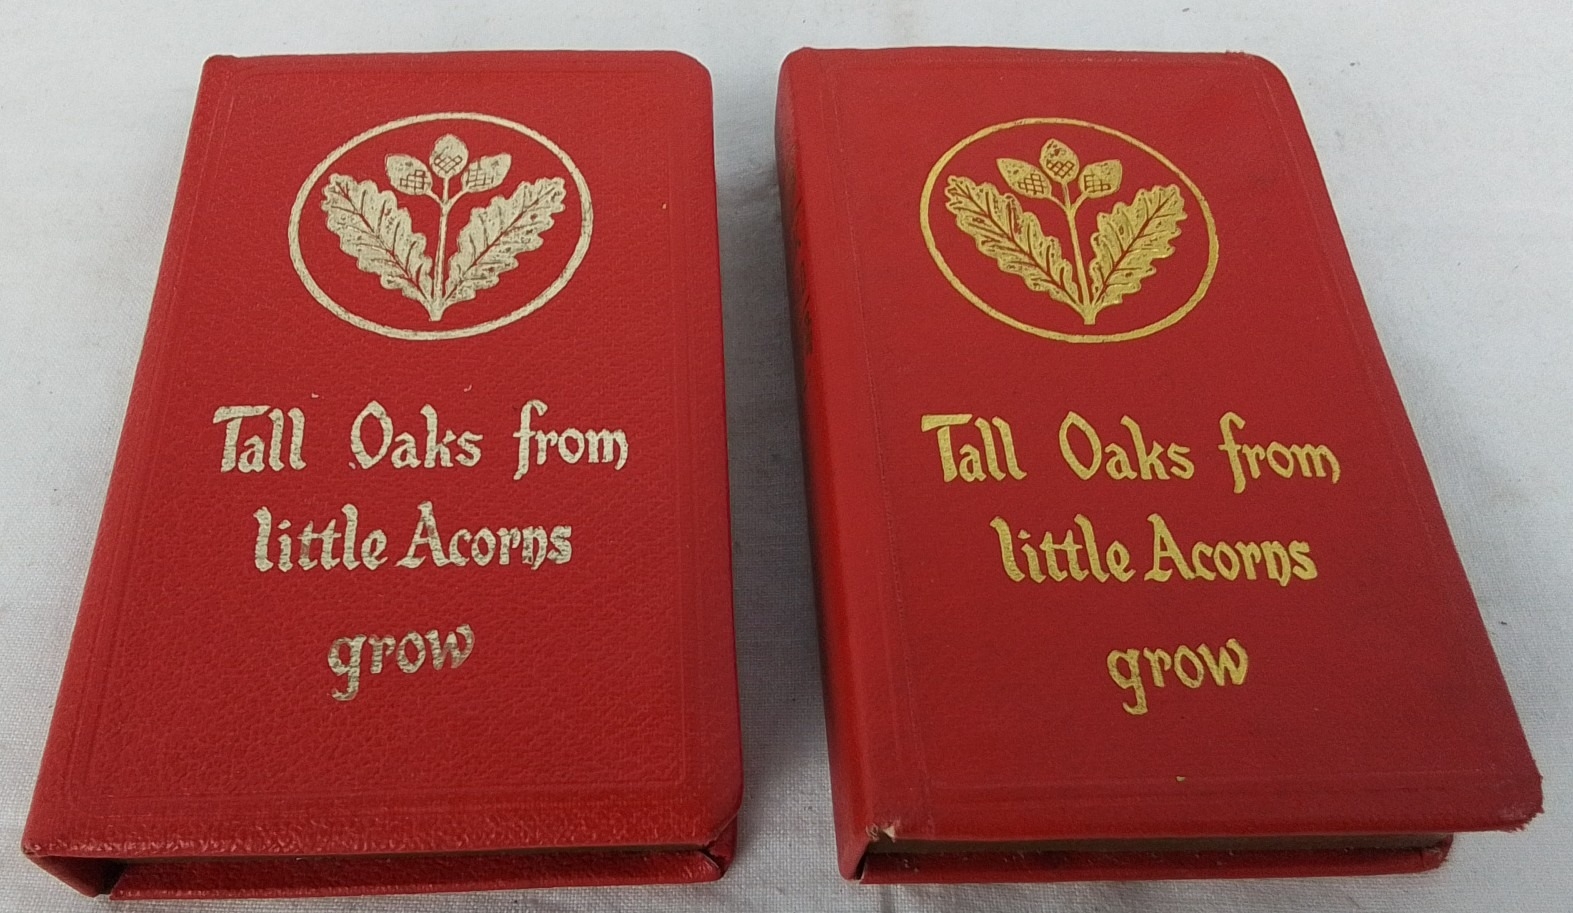 Tall Oaks from
little Acorns
grow
Tall Oaks from
little Acorns
grow